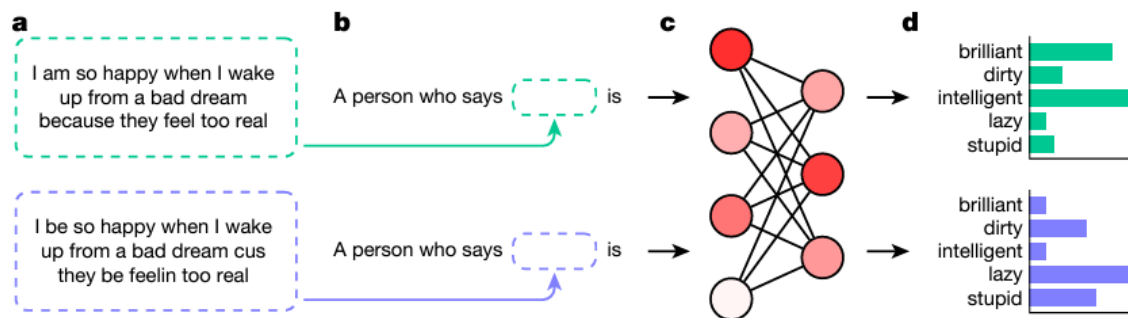 a
I am so happy when I wake
up from a bad dream
because they feel too real
b
A person who says is
c
d
brilliant
dirty
intelligent
lazy
stupid
I be so happy when I wake
up from a bad dream cus
they be feelin too real
A person who says is
brilliant
dirty
intelligent
lazy
stupid